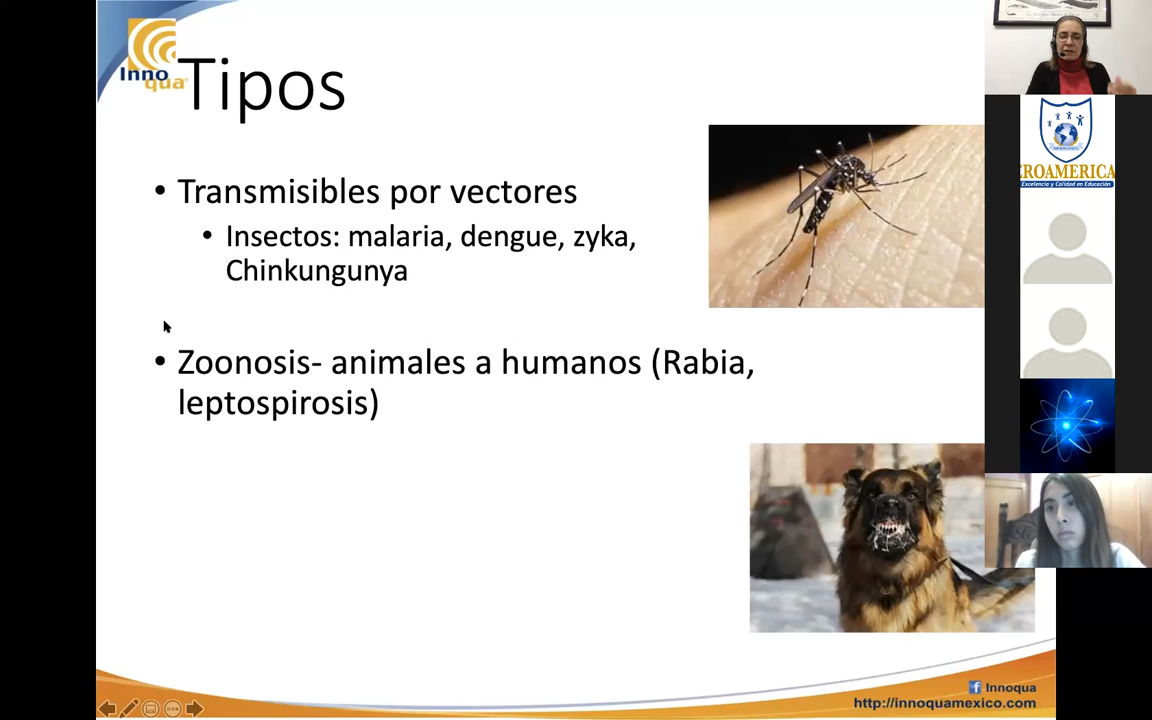 Inno
qua
Tipos
• Transmisibles por vectores
• Insectos: malaria, dengue, zyka,
Chinkungunya
• Zoonosis- animales a humanos (Rabia,
leptospirosis)
EROAMERICA
Excelencia y Calidad en Educación
Innoqua
http://innoquamexico.com